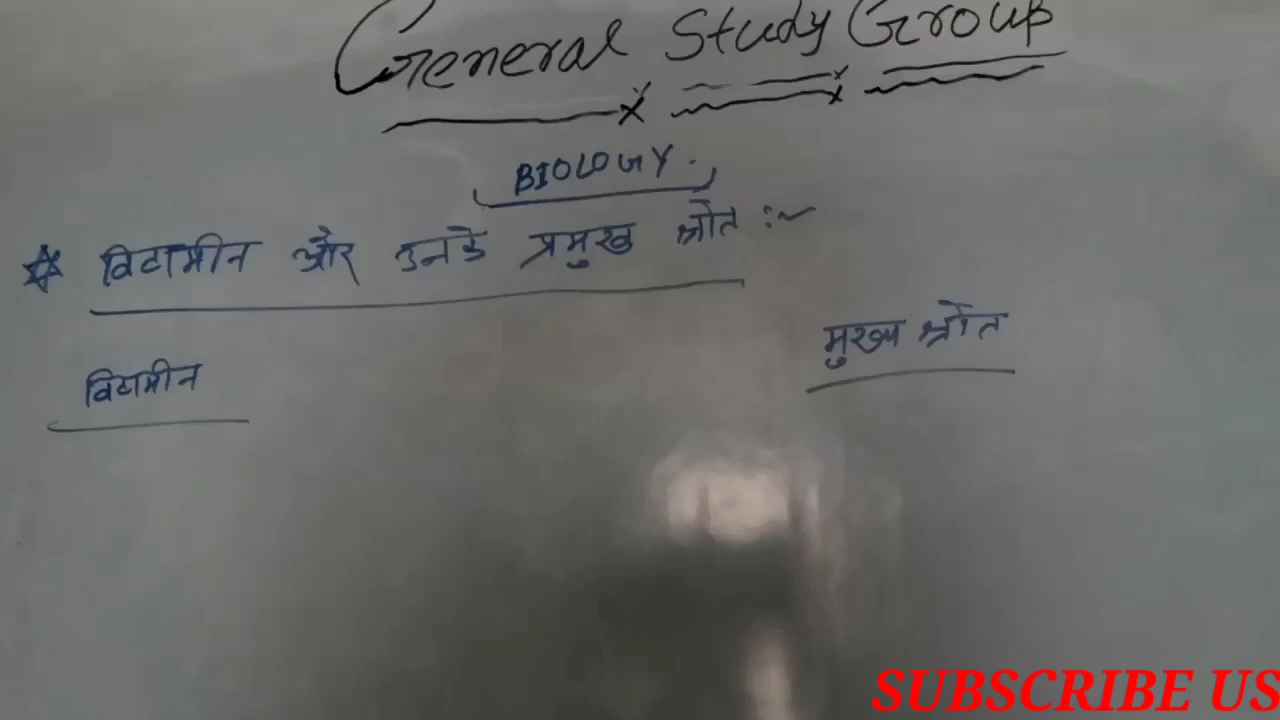 General Study Group
BIOLOGY.
* विटामीन और उनके प्रमुख श्रोत :~
मुख्य श्रोत
विटामीन
SUBSCRIBE US